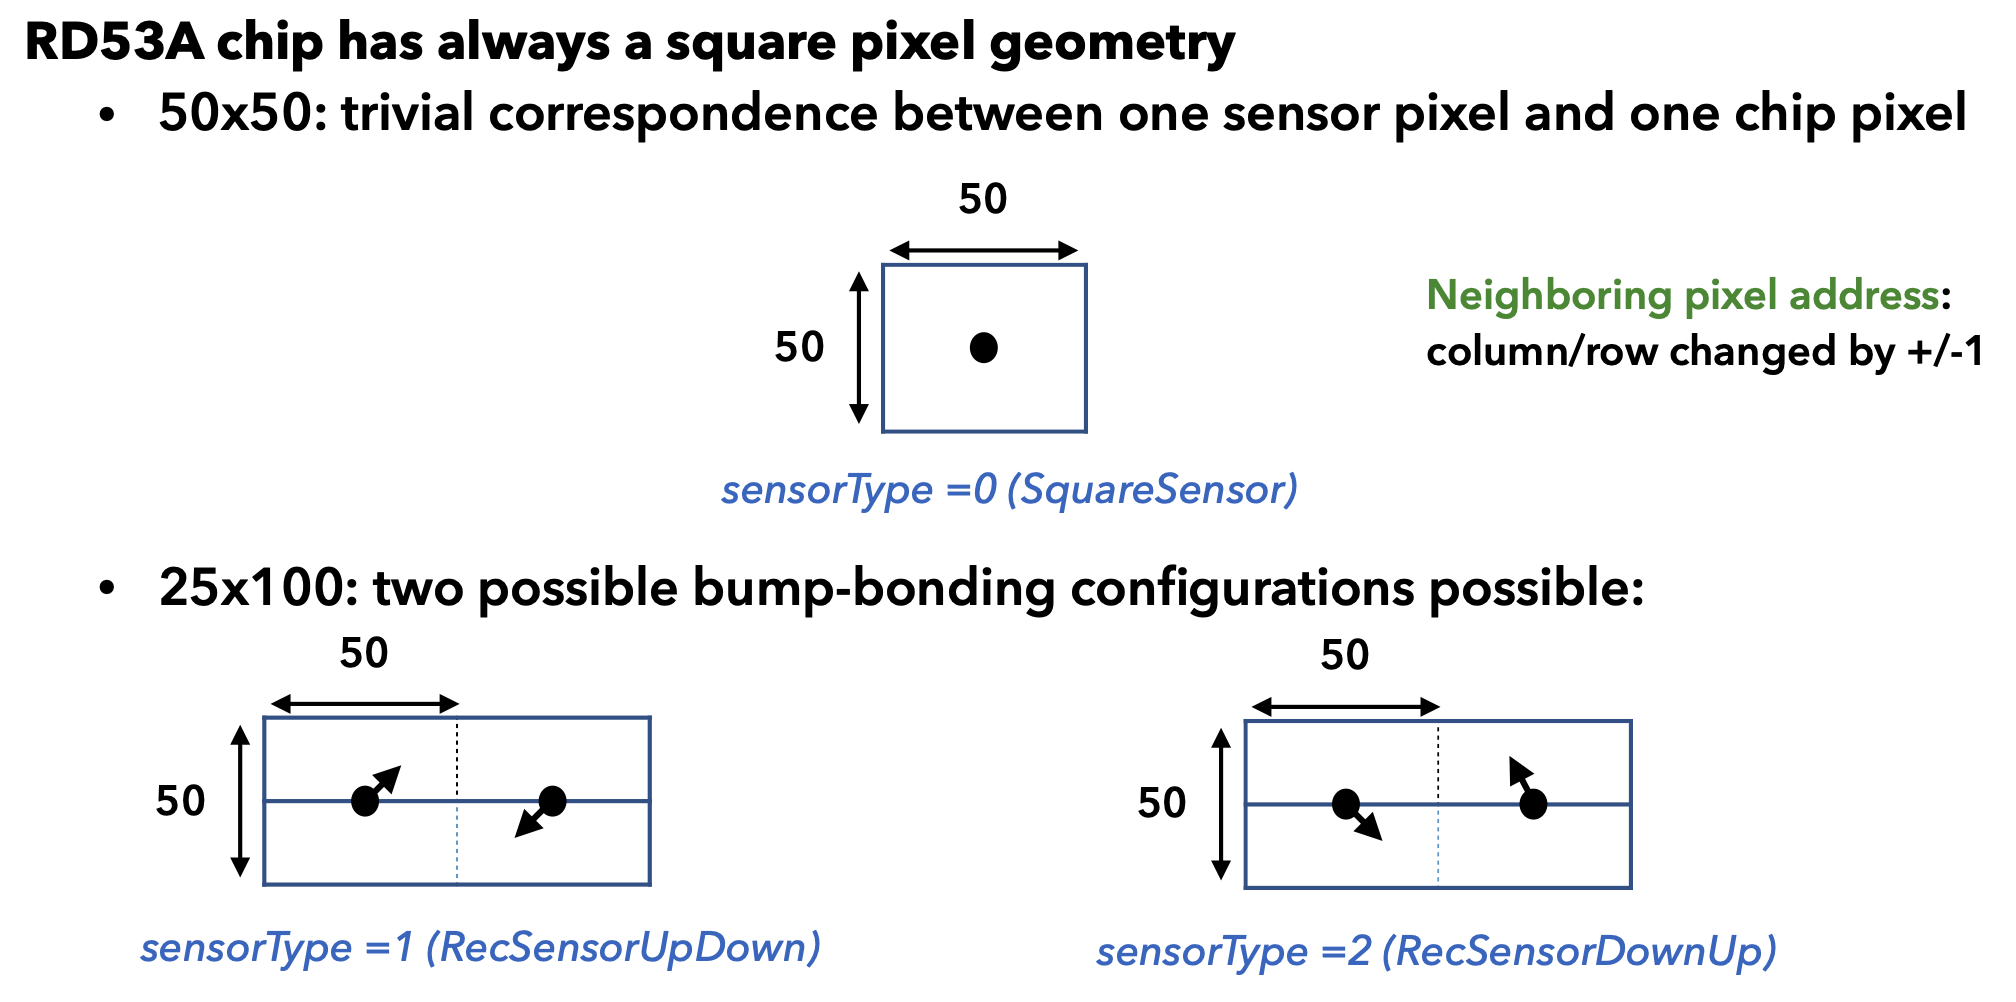 RD53A chip has always a square pixel geometry
• 50x50: trivial correspondence between one sensor pixel and one chip pixel
50
50
Neighboring pixel address:
column/row changed by +/-1
sensorType =0 (SquareSensor)
• 25x100: two possible bump-bonding configurations possible:
50
50
50
50
sensorType =1 (RecSensorUpDown)
sensorType =2 (RecSensorDownUp)